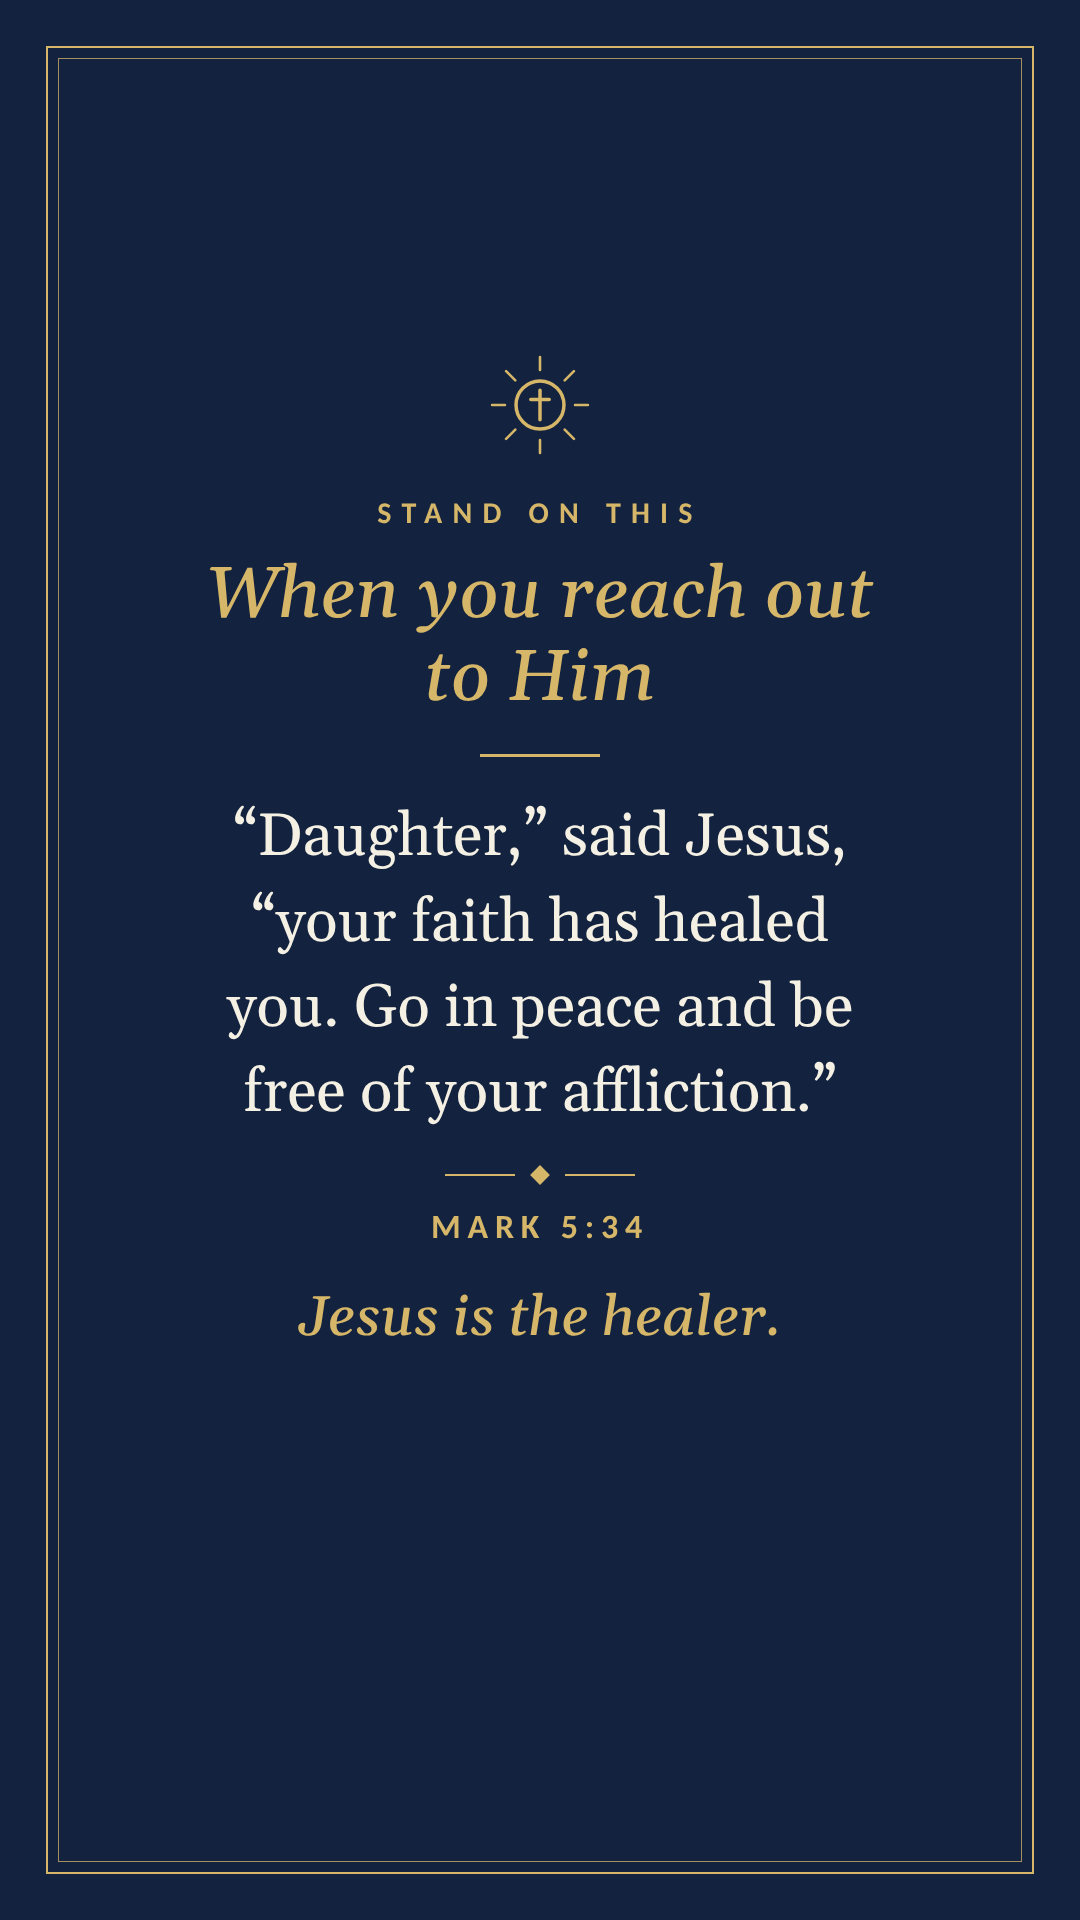 STAND ON THIS
When you reach out
to Him
“Daughter,” said Jesus,
“your faith has healed
you. Go in peace and be
free of your affliction.”
MARK 5:34
Jesus is the healer.